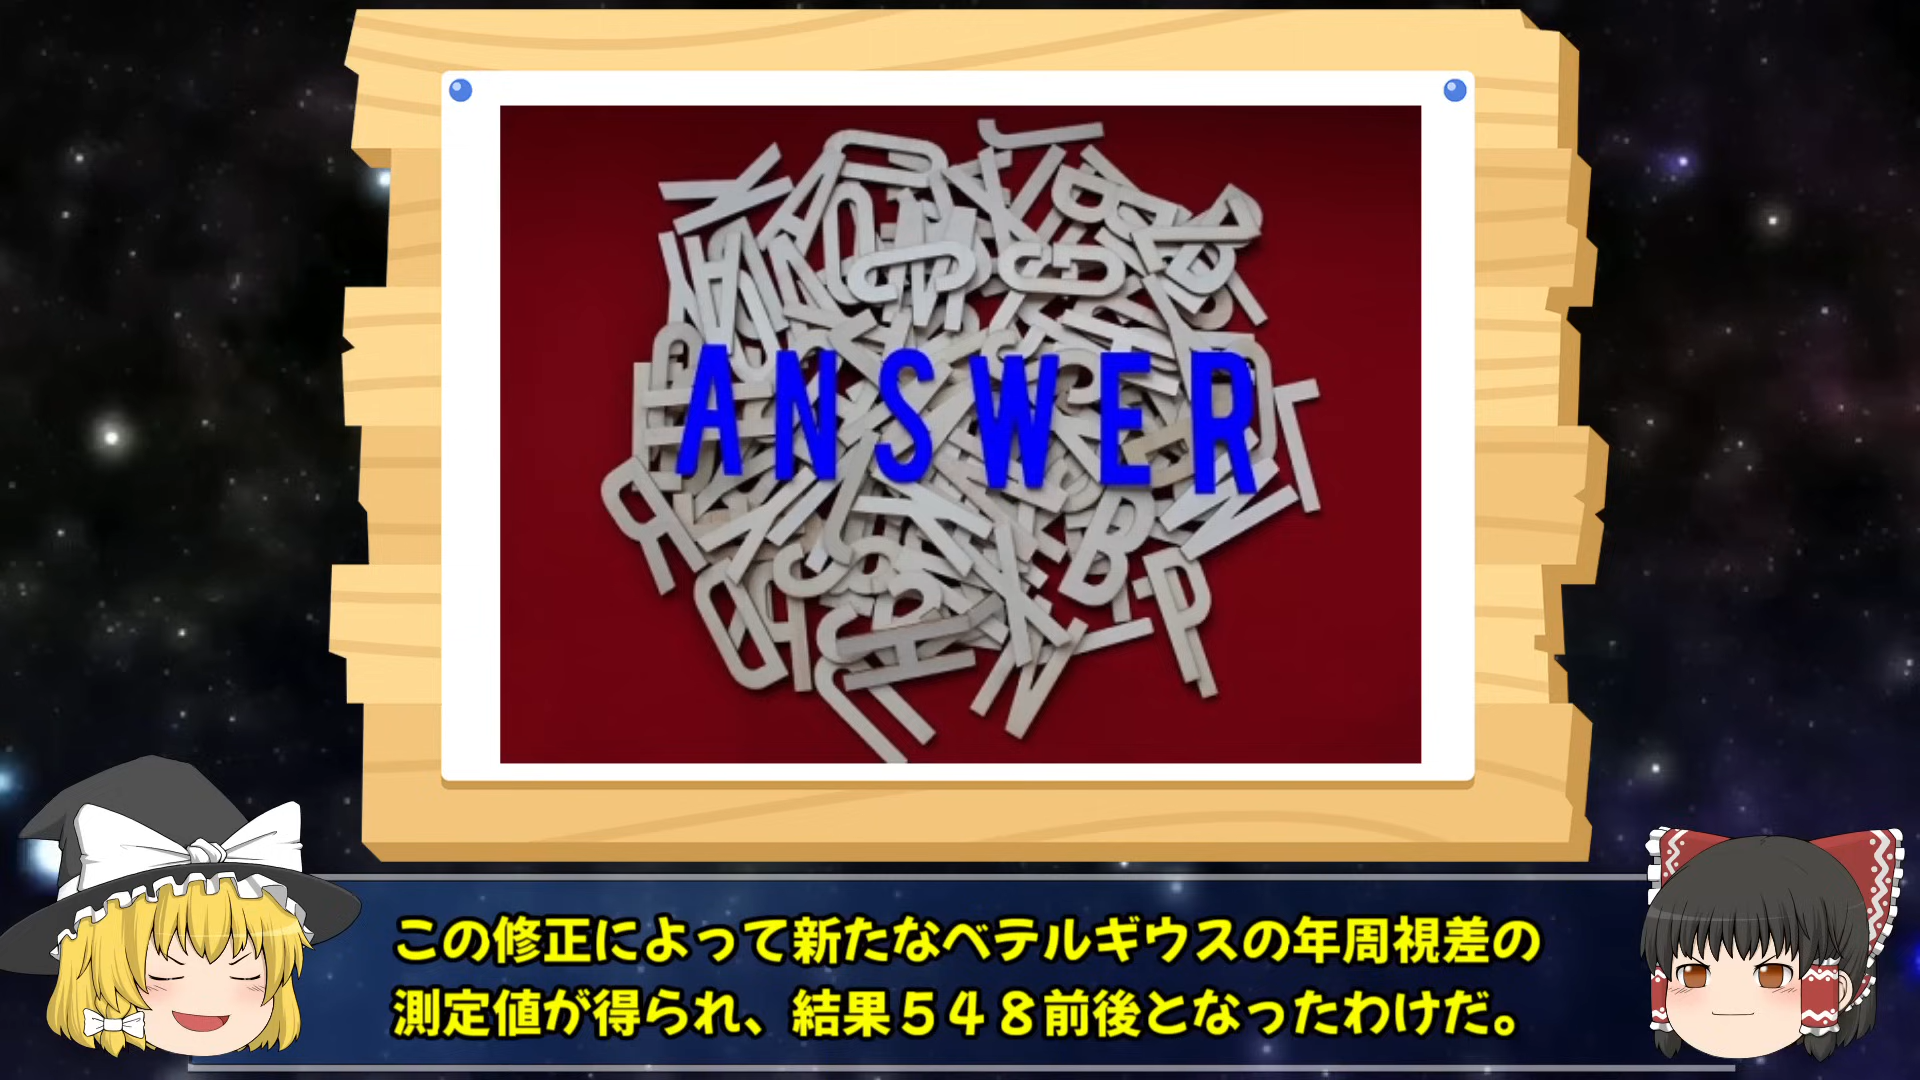 ANSWER
この修正によって新たなベテルギウスの年周視差の
測定値が得られ、結果５４８前後となったわけだ。